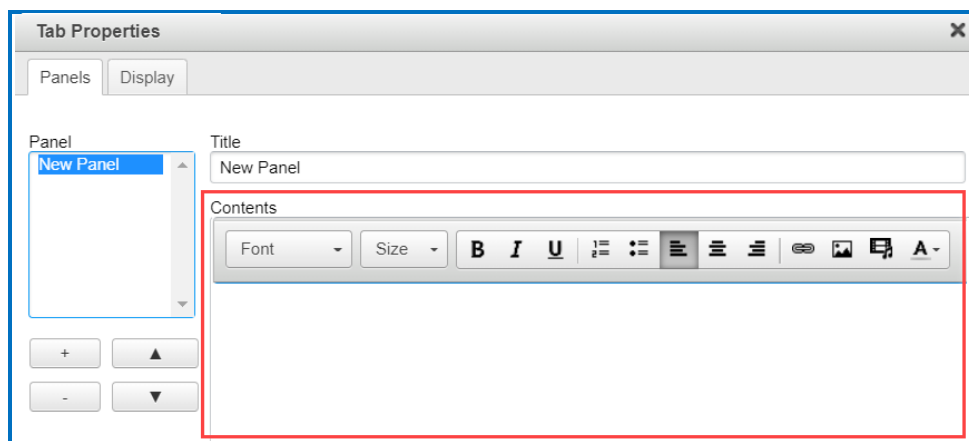 Tab Properties
Panels Display
Panel Title
New Panel New Panel
Contents
Font Size B I U A
+ ▲
- ▼